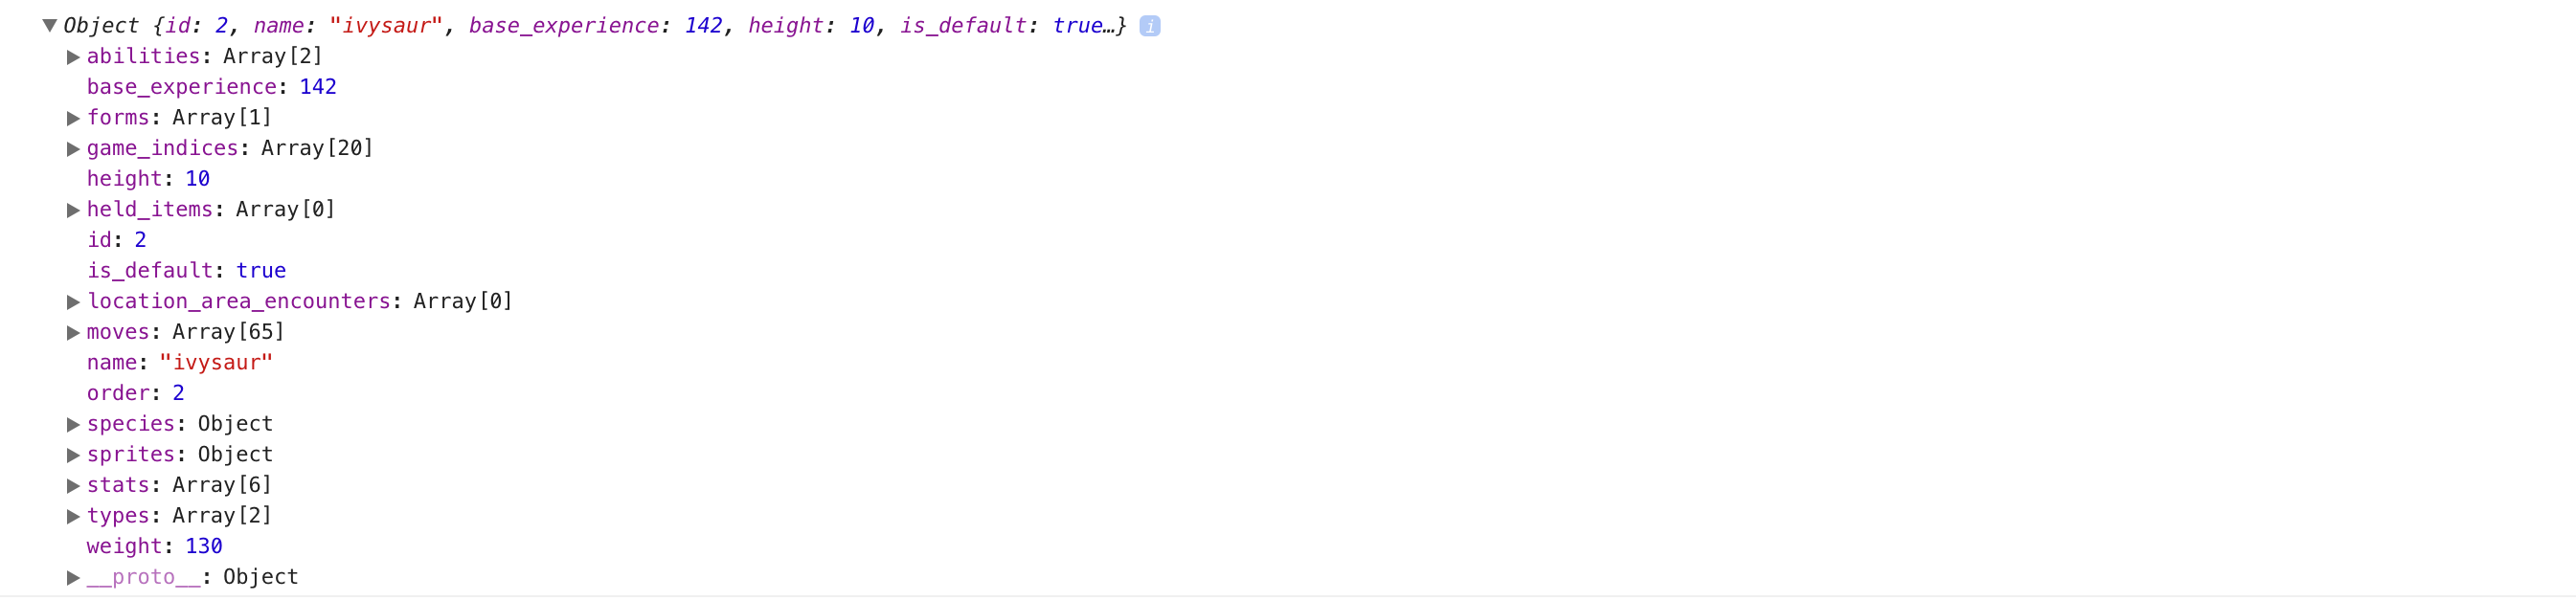 Object {id: 2, name: "ivysaur", base_experience: 142, height: 10, is_default: true…} i
abilities: Array[2]
base_experience: 142
forms: Array[1]
game_indices: Array[20]
height: 10
held_items: Array[0]
id: 2
is_default: true
location_area_encounters: Array[0]
moves: Array[65]
name: "ivysaur"
order: 2
species: Object
sprites: Object
stats: Array[6]
types: Array[2]
weight: 130
__proto__: Object